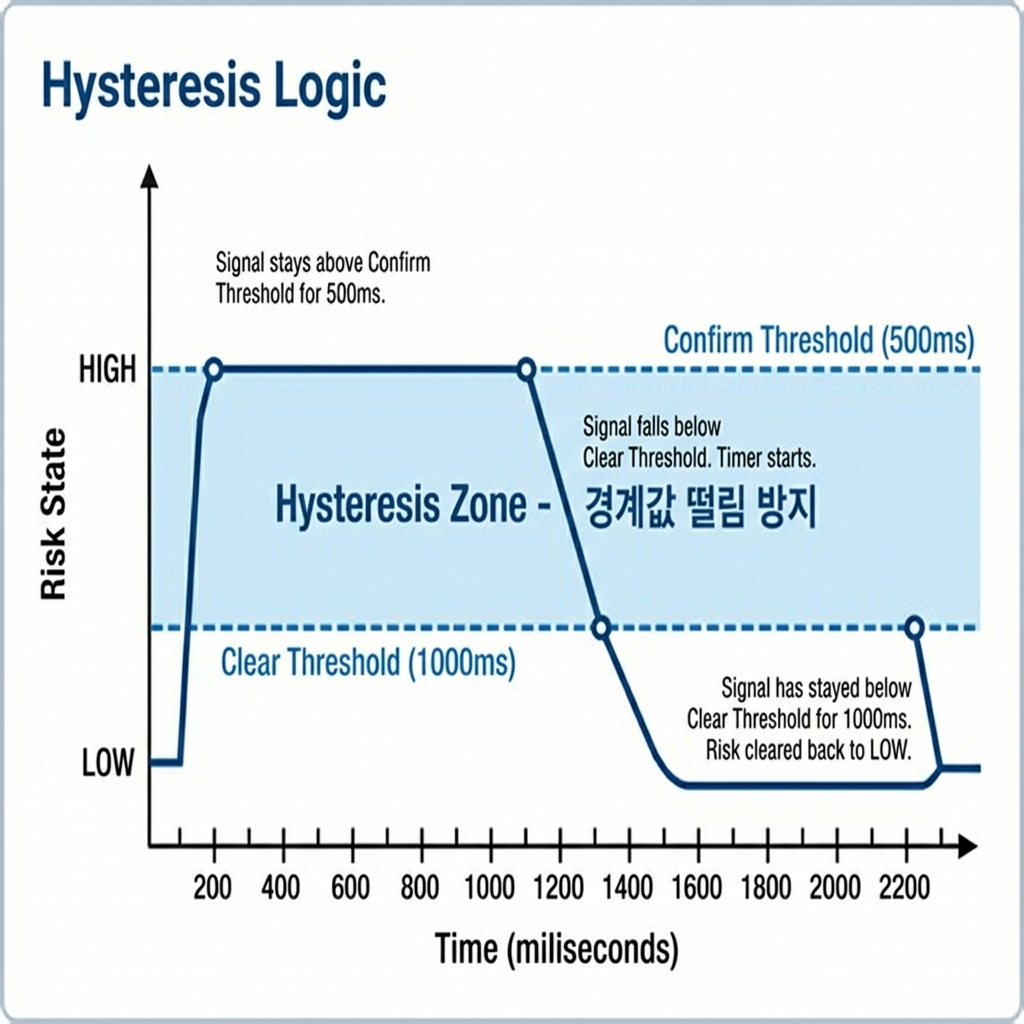 Hysteresis Logic
Signal stays above Confirm
Threshold for 500ms.
Confirm Threshold (500ms)
HIGH
Signal falls below
Clear Threshold. Timer starts.
Hysteresis Zone - 경계값 떨림 방지
Risk State
Clear Threshold (1000ms)
Signal has stayed below
Clear Threshold for 1000ms.
Risk cleared back to LOW.
LOW
200 400 600 800 1000 1200 1400 1600 1800 2000 2200
Time (miliseconds)